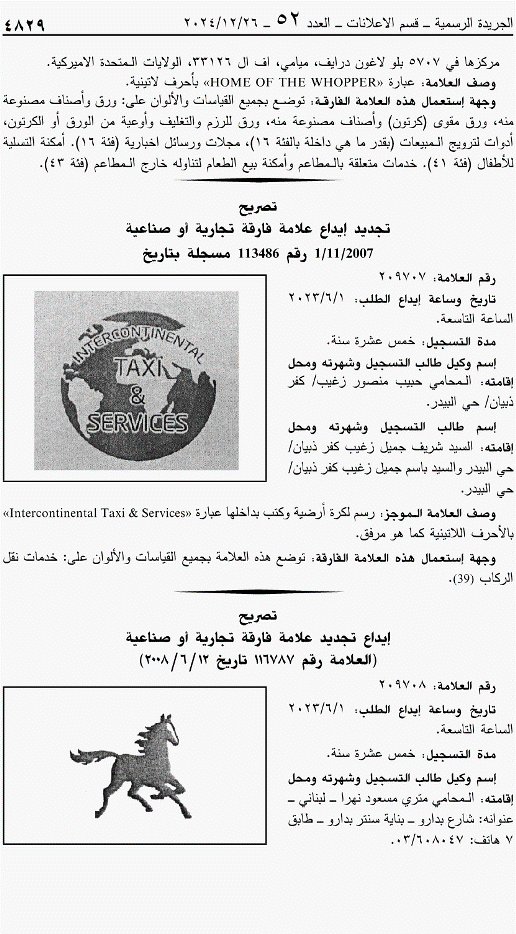 الجريدة الرسمية ــ قسم الاعلانات ــ العدد ٥٢ ــ ٢٠٢٤/١٢/٢٦
٤٨٢٩
مركزها في ٥٧٠٧ بلو لاغون درايف، ميامي، اف ال ٣٣١٢٦، الولايات المتحدة الاميركية.
وصف العلامة: عبارة «HOME OF THE WHOPPER» بأحرف لاتينية.
وجهة إستعمال هذه العلامة الفارقة: توضع بجميع القياسات والألوان على: ورق وأصناف مصنوعة
منه، ورق مقوى (كرتون) وأصناف مصنوعة منه، ورق للرزم والتغليف وأوعية من الورق أو الكرتون،
أدوات لترويج المبيعات (بقدر ما هي داخلة بالفئة ١٦)، مجلات ورسائل اخبارية (فئة ١٦). أمكنة التسلية
للأطفال (فئة ٤١). خدمات متعلقة بالمطاعم وأمكنة بيع الطعام لتناوله خارج المطاعم (فئة ٤٣).
تصريح
تجديد إيداع علامة فارقة تجارية أو صناعية
1/11/2007 رقم 113486 مسجلة بتاريخ
رقم العلامة: ٢٠٩٧٠٧
تاريخ وساعة إيداع الطلب: ٢٠٢٣/٦/١
الساعة التاسعة.
مدة التسجيل: خمس عشرة سنة.
إسم وكيل طالب التسجيل وشهرته ومحل
إقامته: المحامي حبيب منصور زغيب/ كفر
ذبيان/ حي البيدر.
إسم طالب التسجيل وشهرته ومحل
إقامته: السيد شريف جميل زغيب كفر ذبيان/
حي البيدر والسيد باسم جميل زغيب كفر ذبيان/
حي البيدر.
INTERCONTINENTAL
TAXI
&
SERVICES
وصف العلامة الموجز: رسم لكرة أرضية وكتب بداخلها عبارة «Intercontinental Taxi & Services»
بالأحرف اللاتينية كما هو مرفق.
وجهة إستعمال هذه العلامة الفارقة: توضع هذه العلامة بجميع القياسات والألوان على: خدمات نقل
الركاب (39).
تصريح
إيداع تجديد علامة فارقة تجارية أو صناعية
(العلامة رقم ١١٦٧٨٧ تاريخ ٢٠٠٨/٦/١٢)
رقم العلامة: ٢٠٩٧٠٨
تاريخ وساعة إيداع الطلب: ٢٠٢٣/٦/١
الساعة التاسعة.
مدة التسجيل: خمس عشرة سنة.
إسم وكيل طالب التسجيل وشهرته ومحل
إقامته: المحامي متري مسعود نهرا ــ لبناني ــ
عنوانه: شارع بدارو ــ بناية سنتر بدارو ــ طابق
٧ هاتف: ٠٣/٦٠٨٠٤٧.